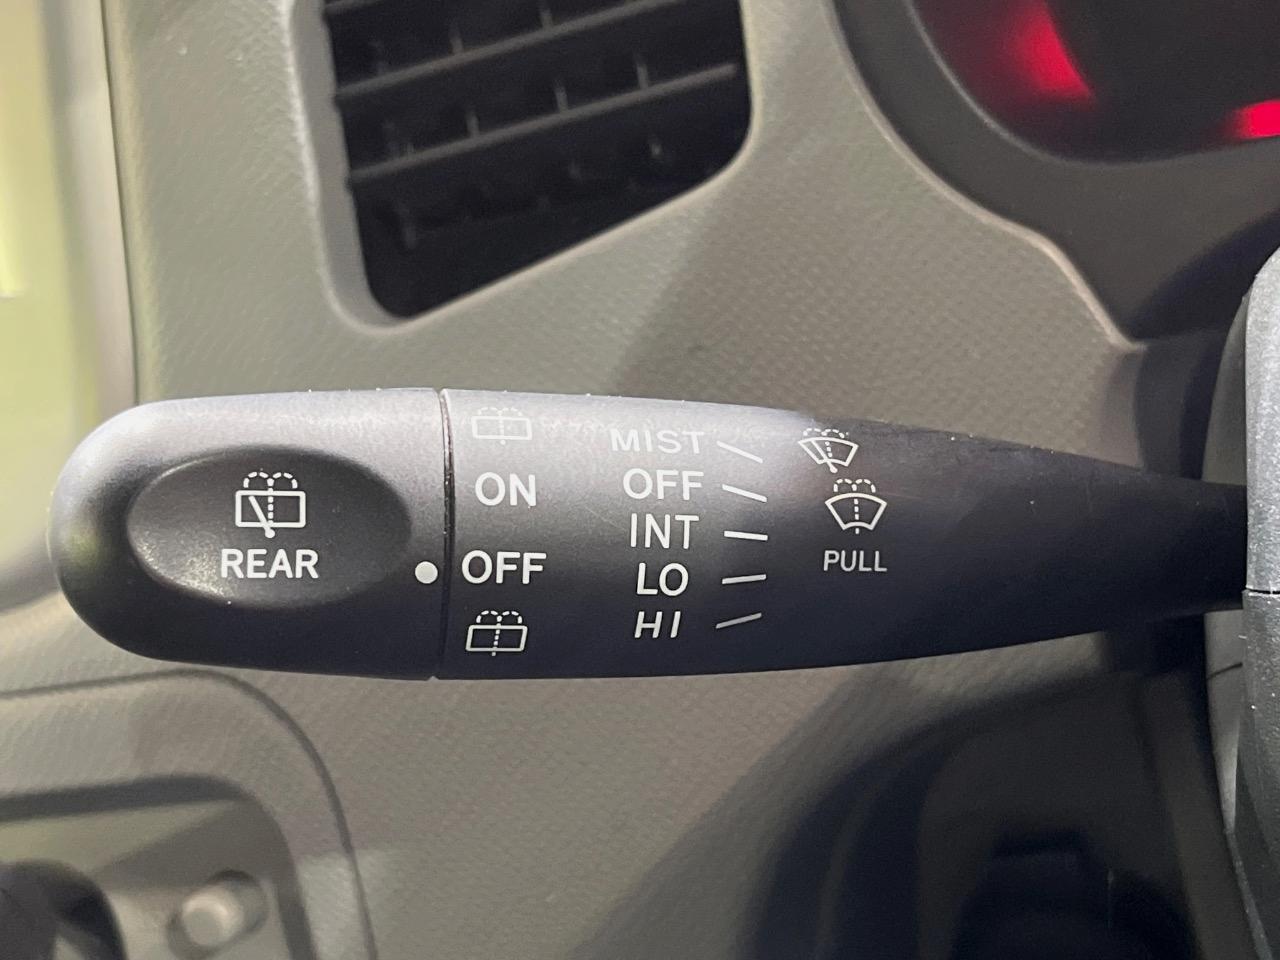 REAR
ON
OFF
MIST
OFF
INT
LO
HI
PULL